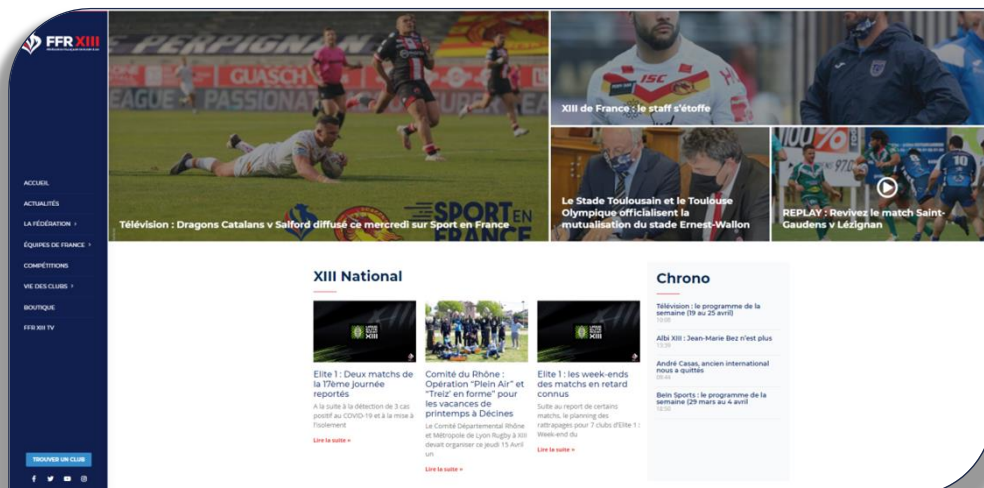 FFR XIII
ACCUEIL
ACTUALITÉS
LA FÉDÉRATION
ÉQUIPES DE FRANCE
COMPÉTITIONS
VIE DES CLUBS
BOUTIQUE
FFR XIII TV
TROUVER UN CLUB
PERPIGNAN
GUASCH
EAGUE - PASSIONAT
SPORT EN
FRANCE
Télévision : Dragons Catalans v Salford diffusé ce mercredi sur Sport en France
ISC
XIII de France : le staff s’étoffe
Le Stade Toulousain et le Toulouse
Olympique officialisent la
mutualisation du stade Ernest-Wallon
100%
10
REPLAY : Revivez le match Saint-
Gaudens v Lézignan
XIII National
Elite 1 : Deux matchs de
la 17ème journée
reportés
A la suite à la détection de 3 cas
positif au COVID-19 et à la mise à
l’isolement
Lire la suite »
Comité du Rhône :
Opération “Plein Air” et
“Treiz’ en forme” pour
les vacances de
printemps à Décines
Le Comité Départemental Rhône
et Métropole de Lyon Rugby à XIII
devait organiser ce jeudi 15 Avril
un
Lire la suite »
Elite 1 : les week-ends
des matchs en retard
connus
Suite au report de certains
matchs, le planning des
rattrapages pour 7 clubs d’Elite 1 :
Week-end du
Lire la suite »
Chrono
Télévision : le programme de la
semaine (19 au 25 avril)
Albi XIII : Jean-Marie Bez n’est plus
André Casas, ancien international
nous a quittés
Bein Sports : le programme de la
semaine (29 mars au 4 avril